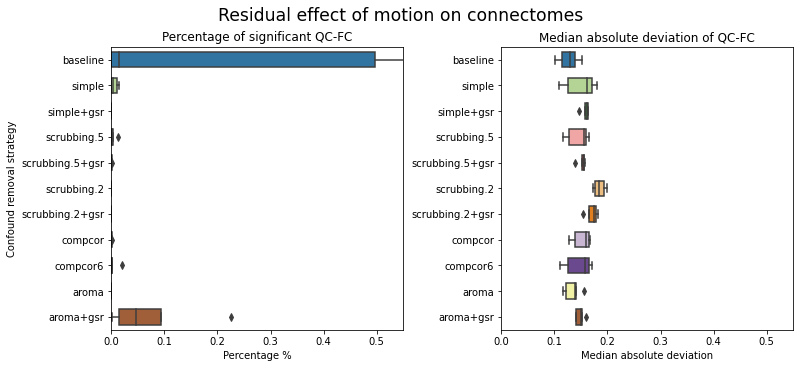 Residual effect of motion on connectomes
Percentage of significant QC-FC
Confound removal strategy
baseline
simple
simple+gsr
scrubbing.5
scrubbing.5+gsr
scrubbing.2
scrubbing.2+gsr
compcor
compcor6
aroma
aroma+gsr
0.0 0.1 0.2 0.3 0.4 0.5
Percentage %
Median absolute deviation of QC-FC
baseline
simple
simple+gsr
scrubbing.5
scrubbing.5+gsr
scrubbing.2
scrubbing.2+gsr
compcor
compcor6
aroma
aroma+gsr
0.0 0.1 0.2 0.3 0.4 0.5
Median absolute deviation